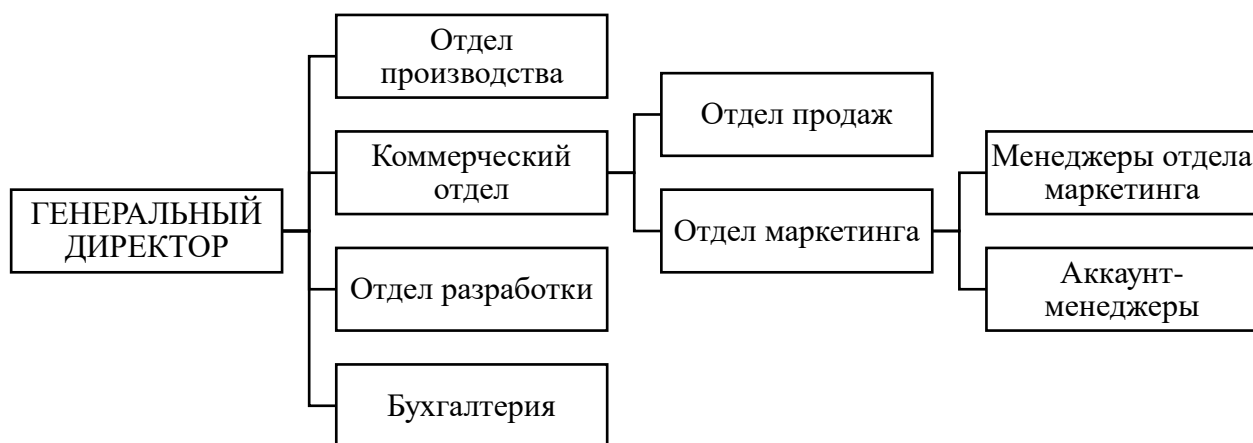 ГЕНЕРАЛЬНЫЙ
ДИРЕКТОР
Отдел
производства
Коммерческий
отдел
Отдел разработки
Бухгалтерия
Отдел продаж
Отдел маркетинга
Менеджеры отдела
маркетинга
Аккаунт-
менеджеры